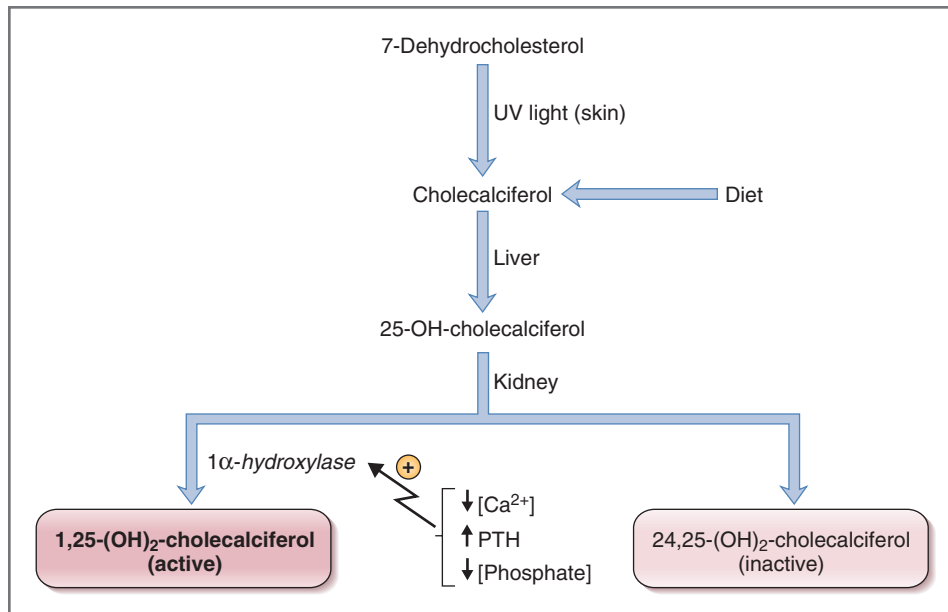 7-Dehydrocholesterol
UV light (skin)
Cholecalciferol
Diet
Liver
25-OH-cholecalciferol
Kidney
1α-hydroxylase
+
↓ [Ca²⁺]
↑ PTH
↓ [Phosphate]
1,25-(OH)₂-cholecalciferol
(active)
24,25-(OH)₂-cholecalciferol
(inactive)